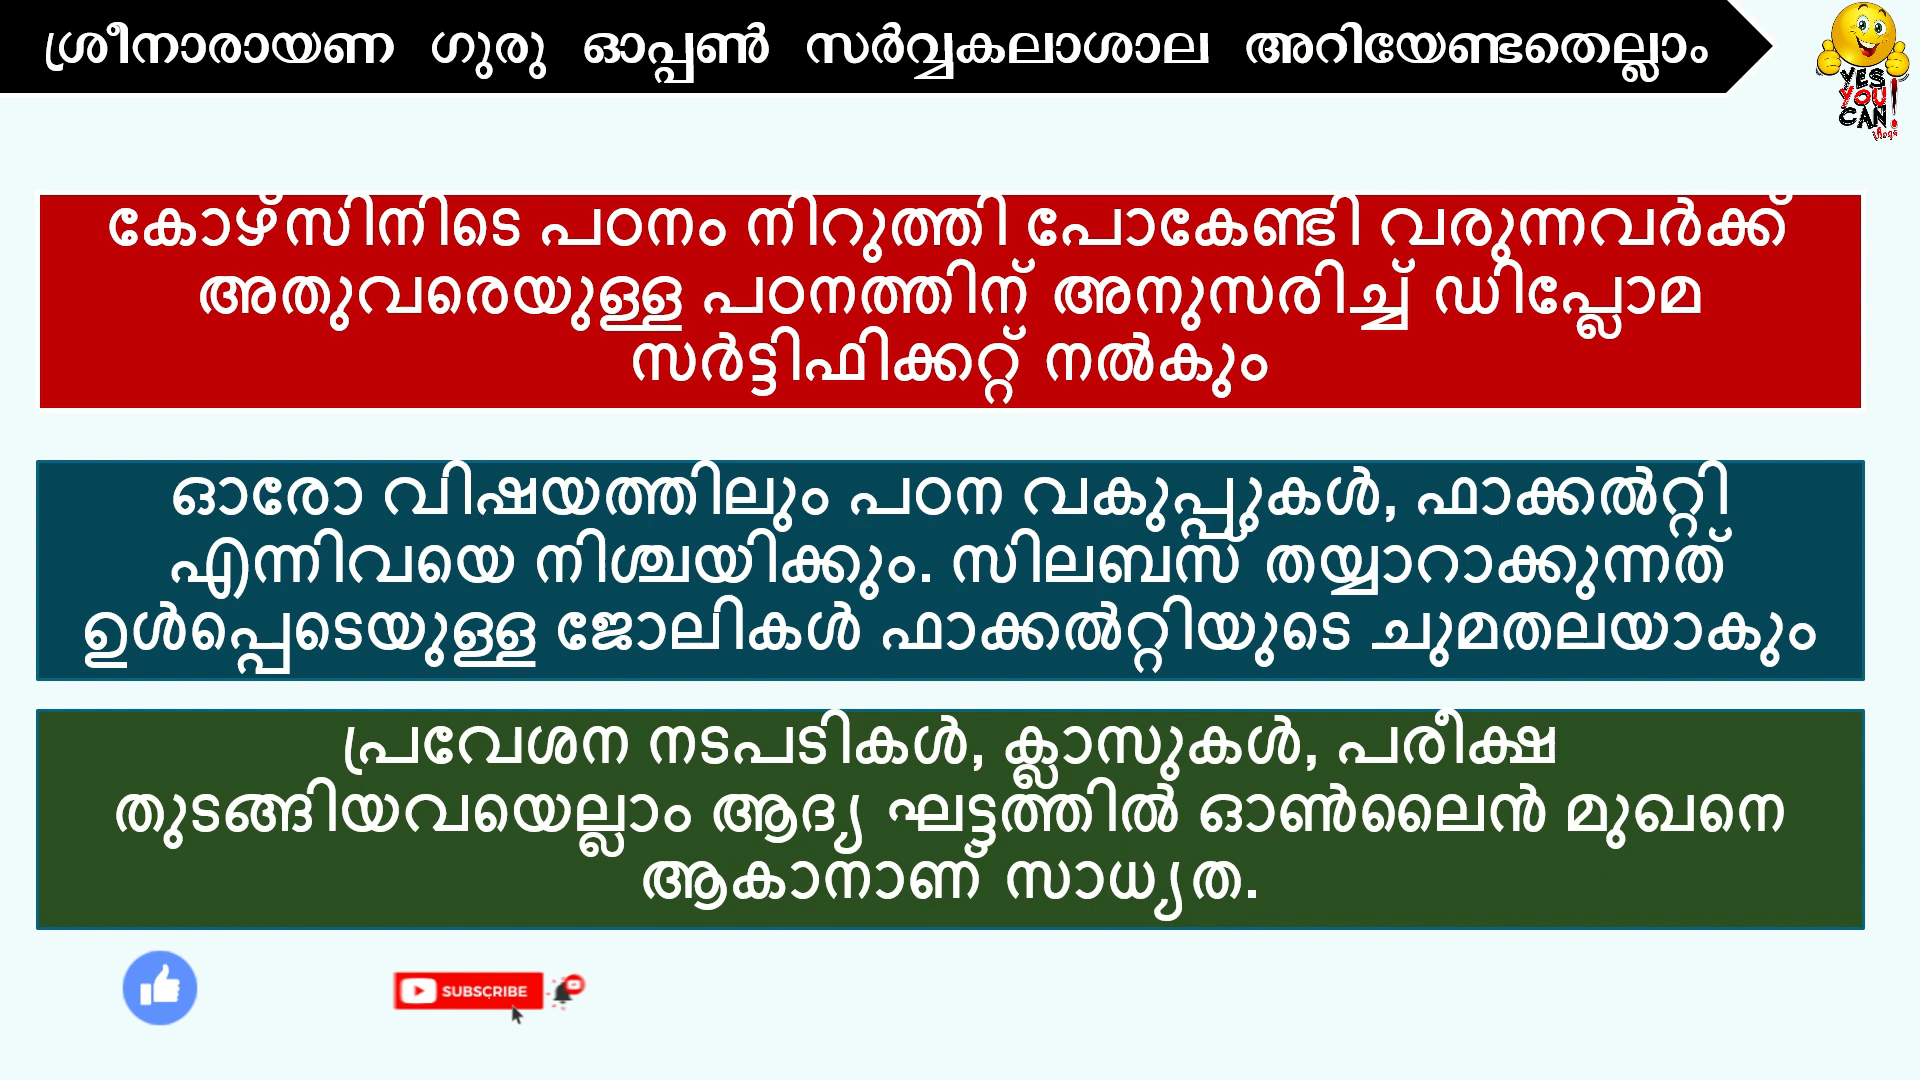 ശ്രീനാരായണ ഗുരു ഓപ്പൺ സർവ്വകലാശാല അറിയേണ്ടതെല്ലാം
YES
YOU
CAN!
vlogs
കോഴ്സിനിടെ പഠനം നിറുത്തി പോകേണ്ടി വരുന്നവർക്ക്
അതുവരെയുള്ള പഠനത്തിന് അനുസരിച്ച് ഡിപ്ലോമ
സർട്ടിഫിക്കറ്റ് നൽകും
ഓരോ വിഷയത്തിലും പഠന വകുപ്പുകൾ, ഫാക്കൽറ്റി
എന്നിവയെ നിശ്ചയിക്കും. സിലബസ് തയ്യാറാക്കുന്നത്
ഉൾപ്പെടെയുള്ള ജോലികൾ ഫാക്കൽറ്റിയുടെ ചുമതലയാകും
പ്രവേശന നടപടികൾ, ക്ലാസുകൾ, പരീക്ഷ
തുടങ്ങിയവയെല്ലാം ആദ്യ ഘട്ടത്തിൽ ഓൺലൈൻ മുഖനെ
ആകാനാണ് സാധ്യത.
SUBSCRIBE